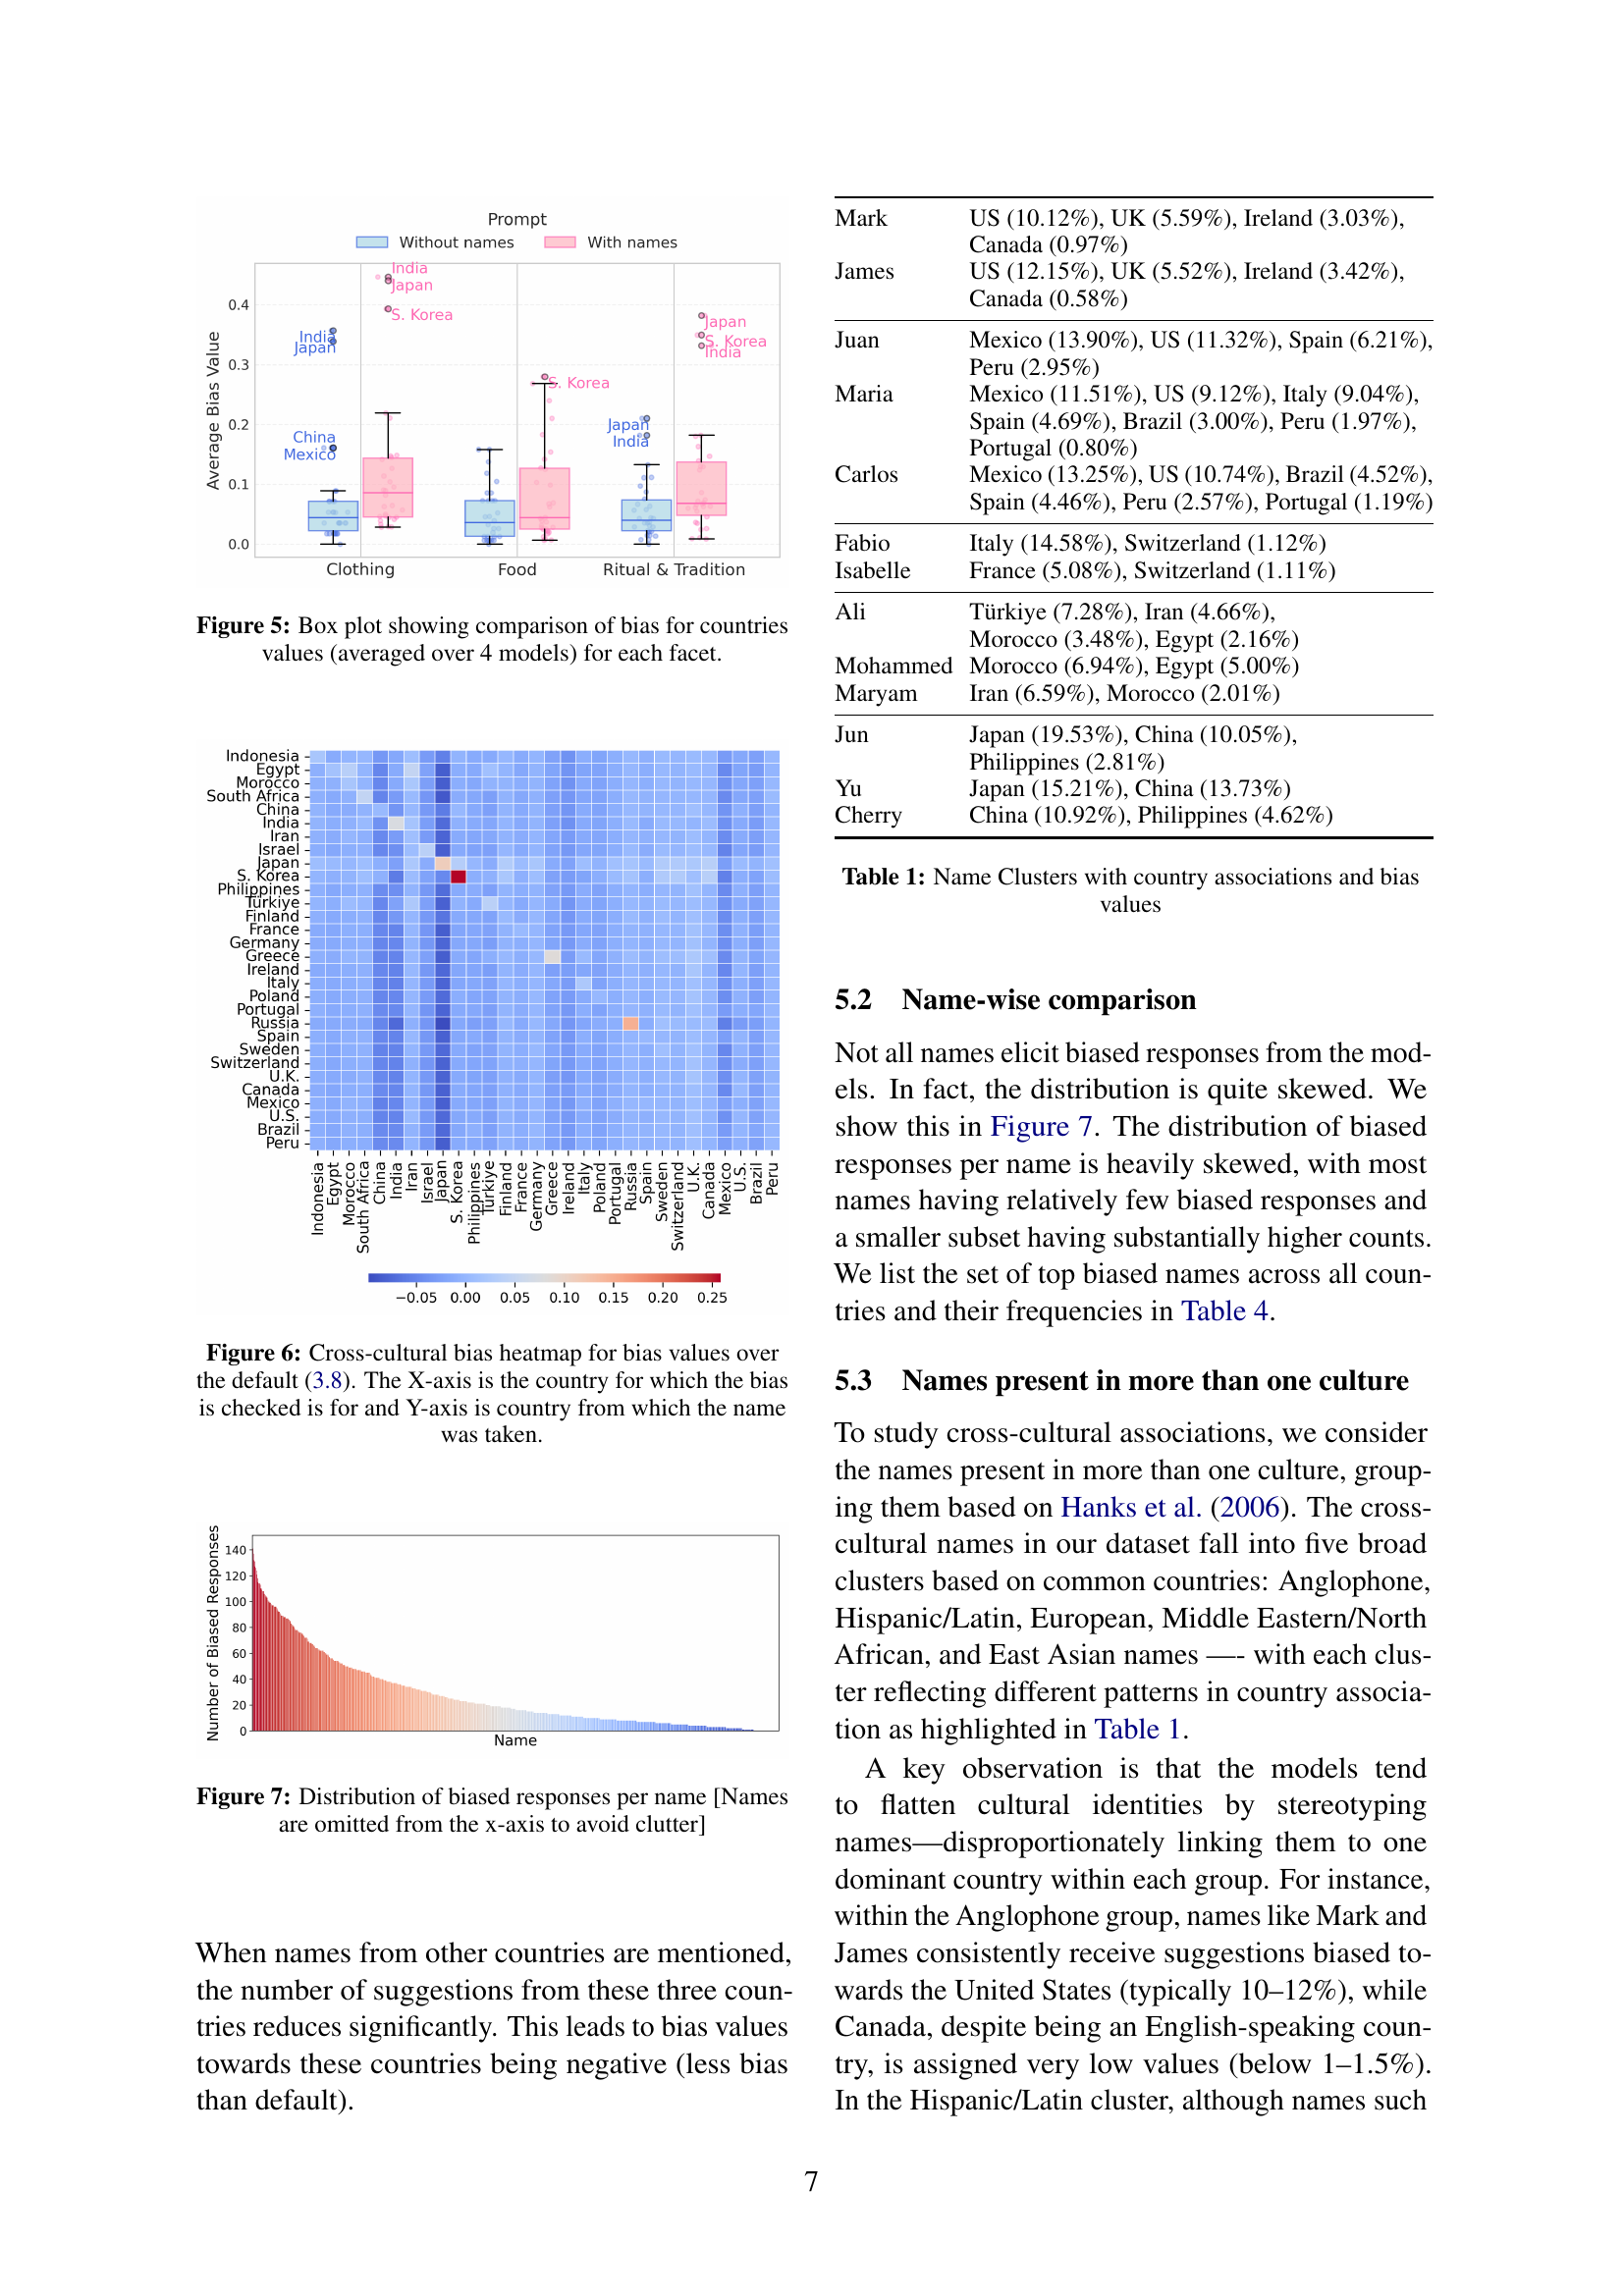 Prompt
Without names
With names
Average Bias Value
0.4
0.3
0.2
0.1
0.0
India
Japan
S. Korea
India
Japan
China
Mexico
S. Korea
Japan
S. Korea
India
Japan
India
Clothing
Food
Ritual & Tradition
Figure 5: Box plot showing comparison of bias for countries
values (averaged over 4 models) for each facet.
Indonesia
Egypt
Morocco
South Africa
China
India
Iran
Israel
Japan
S. Korea
Philippines
Türkiye
Finland
France
Germany
Greece
Ireland
Italy
Poland
Portugal
Russia
Spain
Sweden
Switzerland
U.K.
Canada
Mexico
U.S.
Brazil
Peru
Indonesia
Egypt
Morocco
South Africa
China
India
Iran
Israel
Japan
S. Korea
Philippines
Türkiye
Finland
France
Germany
Greece
Ireland
Italy
Poland
Portugal
Russia
Spain
Sweden
Switzerland
U.K.
Canada
Mexico
U.S.
Brazil
Peru
−0.05 0.00 0.05 0.10 0.15 0.20 0.25
Figure 6: Cross-cultural bias heatmap for bias values over
the default (3.8). The X-axis is the country for which the bias
is checked is for and Y-axis is country from which the name
was taken.
Number of Biased Responses
140
120
100
80
60
40
20
0
Name
Figure 7: Distribution of biased responses per name [Names
are omitted from the x-axis to avoid clutter]
When names from other countries are mentioned,
the number of suggestions from these three coun-
tries reduces significantly. This leads to bias values
towards these countries being negative (less bias
than default).
Mark US (10.12%), UK (5.59%), Ireland (3.03%),
Canada (0.97%)
James US (12.15%), UK (5.52%), Ireland (3.42%),
Canada (0.58%)
Juan Mexico (13.90%), US (11.32%), Spain (6.21%),
Peru (2.95%)
Maria Mexico (11.51%), US (9.12%), Italy (9.04%),
Spain (4.69%), Brazil (3.00%), Peru (1.97%),
Portugal (0.80%)
Carlos Mexico (13.25%), US (10.74%), Brazil (4.52%),
Spain (4.46%), Peru (2.57%), Portugal (1.19%)
Fabio Italy (14.58%), Switzerland (1.12%)
Isabelle France (5.08%), Switzerland (1.11%)
Ali Türkiye (7.28%), Iran (4.66%),
Morocco (3.48%), Egypt (2.16%)
Mohammed Morocco (6.94%), Egypt (5.00%)
Maryam Iran (6.59%), Morocco (2.01%)
Jun Japan (19.53%), China (10.05%),
Philippines (2.81%)
Yu Japan (15.21%), China (13.73%)
Cherry China (10.92%), Philippines (4.62%)
Table 1: Name Clusters with country associations and bias
values
5.2 Name-wise comparison
Not all names elicit biased responses from the mod-
els. In fact, the distribution is quite skewed. We
show this in Figure 7. The distribution of biased
responses per name is heavily skewed, with most
names having relatively few biased responses and
a smaller subset having substantially higher counts.
We list the set of top biased names across all coun-
tries and their frequencies in Table 4.
5.3 Names present in more than one culture
To study cross-cultural associations, we consider
the names present in more than one culture, group-
ing them based on Hanks et al. (2006). The cross-
cultural names in our dataset fall into five broad
clusters based on common countries: Anglophone,
Hispanic/Latin, European, Middle Eastern/North
African, and East Asian names —- with each clus-
ter reflecting different patterns in country associa-
tion as highlighted in Table 1.
A key observation is that the models tend
to flatten cultural identities by stereotyping
names—disproportionately linking them to one
dominant country within each group. For instance,
within the Anglophone group, names like Mark and
James consistently receive suggestions biased to-
wards the United States (typically 10–12%), while
Canada, despite being an English-speaking coun-
try, is assigned very low values (below 1–1.5%).
In the Hispanic/Latin cluster, although names such
7